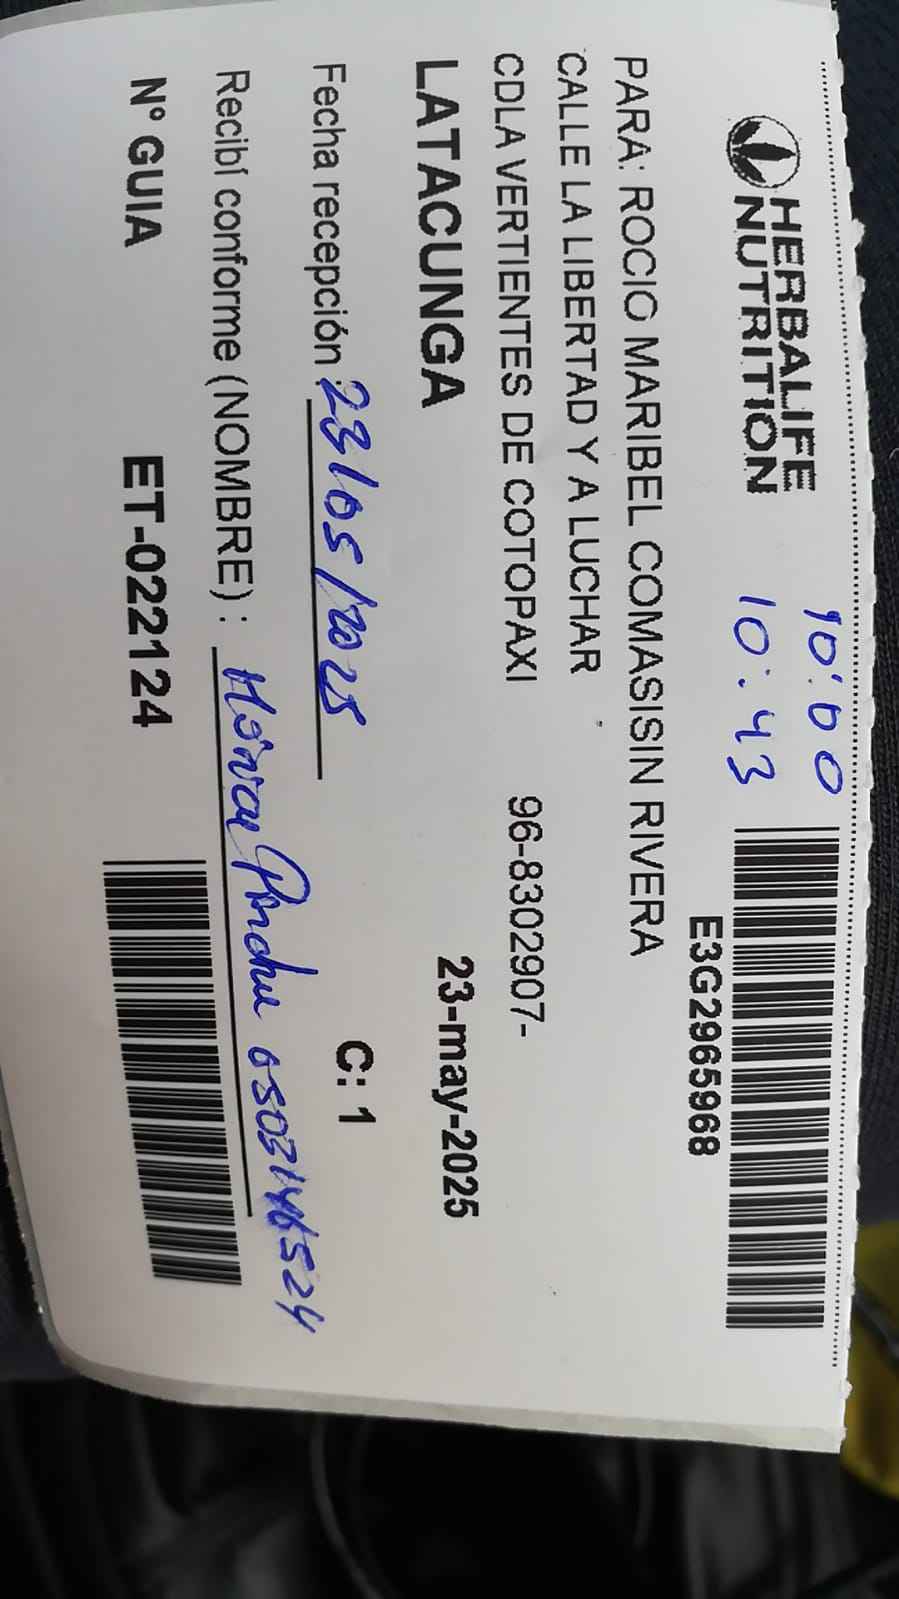 HERBALIFE
NUTRITION
10:00
10:43
E3G2965968
PARA: ROCIO MARIBEL COMASISIN RIVERA
CALLE LA LIBERTAD Y A LUCHAR
CDLA VERTIENTES DE COTOPAXI 96-8302907-
LATACUNGA 23-may-2025
Fecha recepción : 23/05/2025 C: 1
Recibí conforme (NOMBRE) :
N° GUIA ET-022124